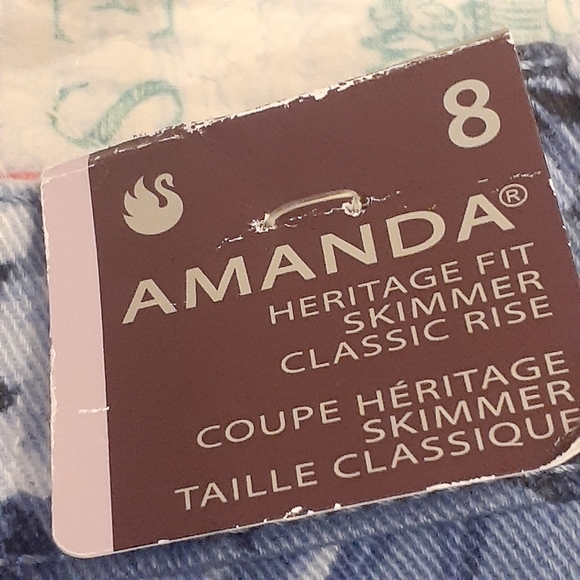 8
AMANDA®
HERITAGE FIT
SKIMMER
CLASSIC RISE
COUPE HÉRITAGE
SKIMMER
TAILLE CLASSIQUE